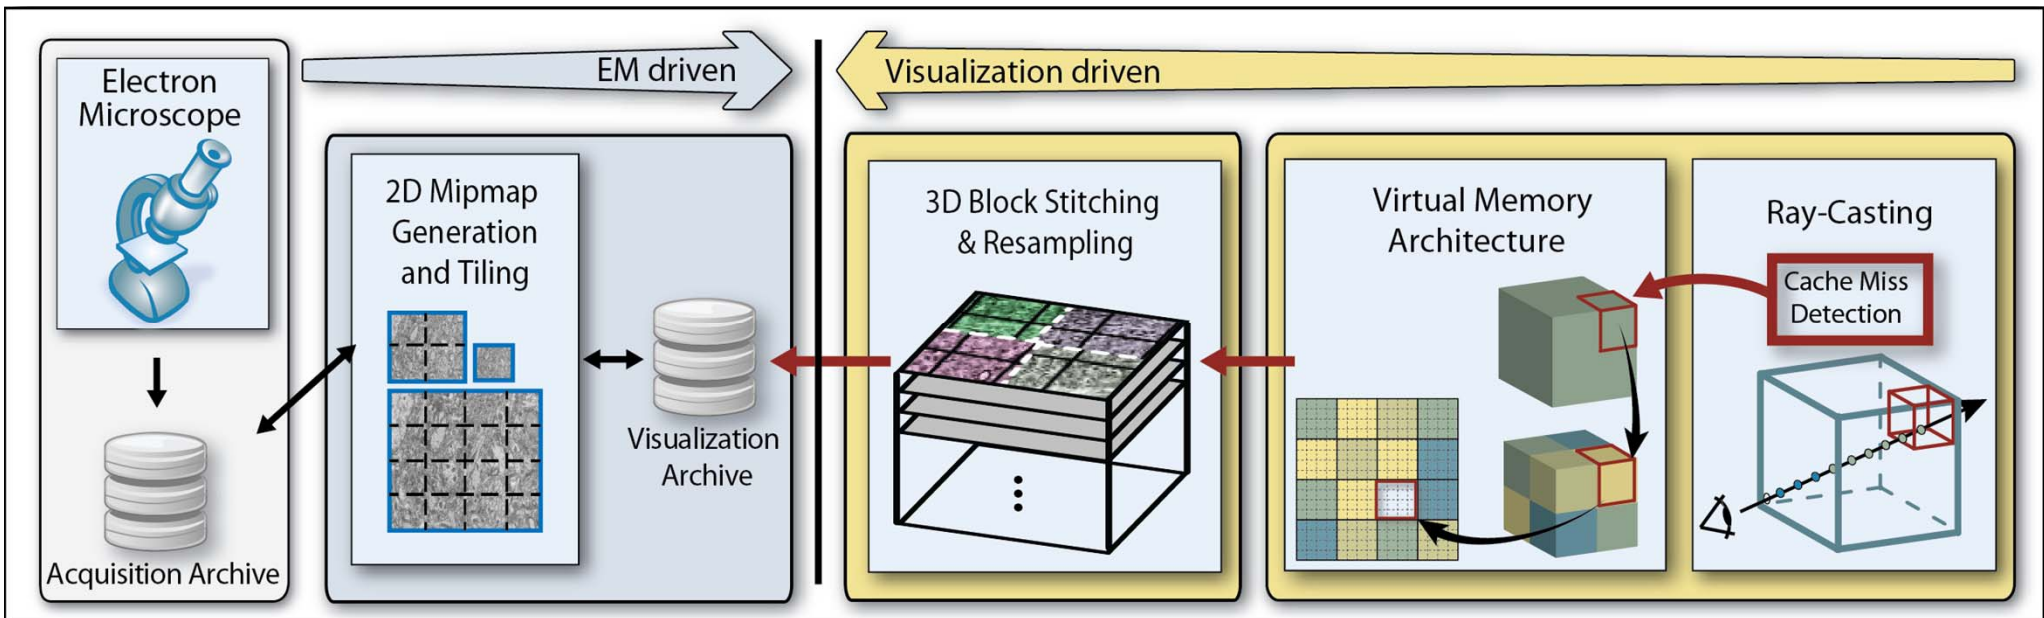 Electron
Microscope
Acquisition Archive
EM driven
2D Mipmap
Generation
and Tiling
Visualization
Archive
Visualization driven
3D Block Stitching
& Resampling
Virtual Memory
Architecture
Ray-Casting
Cache Miss
Detection